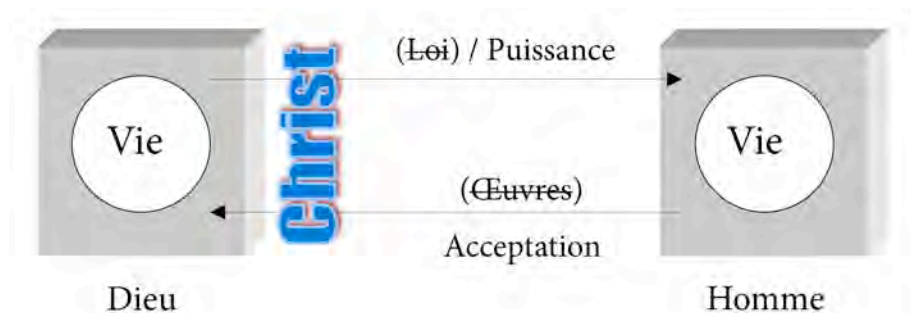 (Loi) / Puissance
Vie
Christ
Vie
(Œuvres)
Acceptation
Dieu
Homme